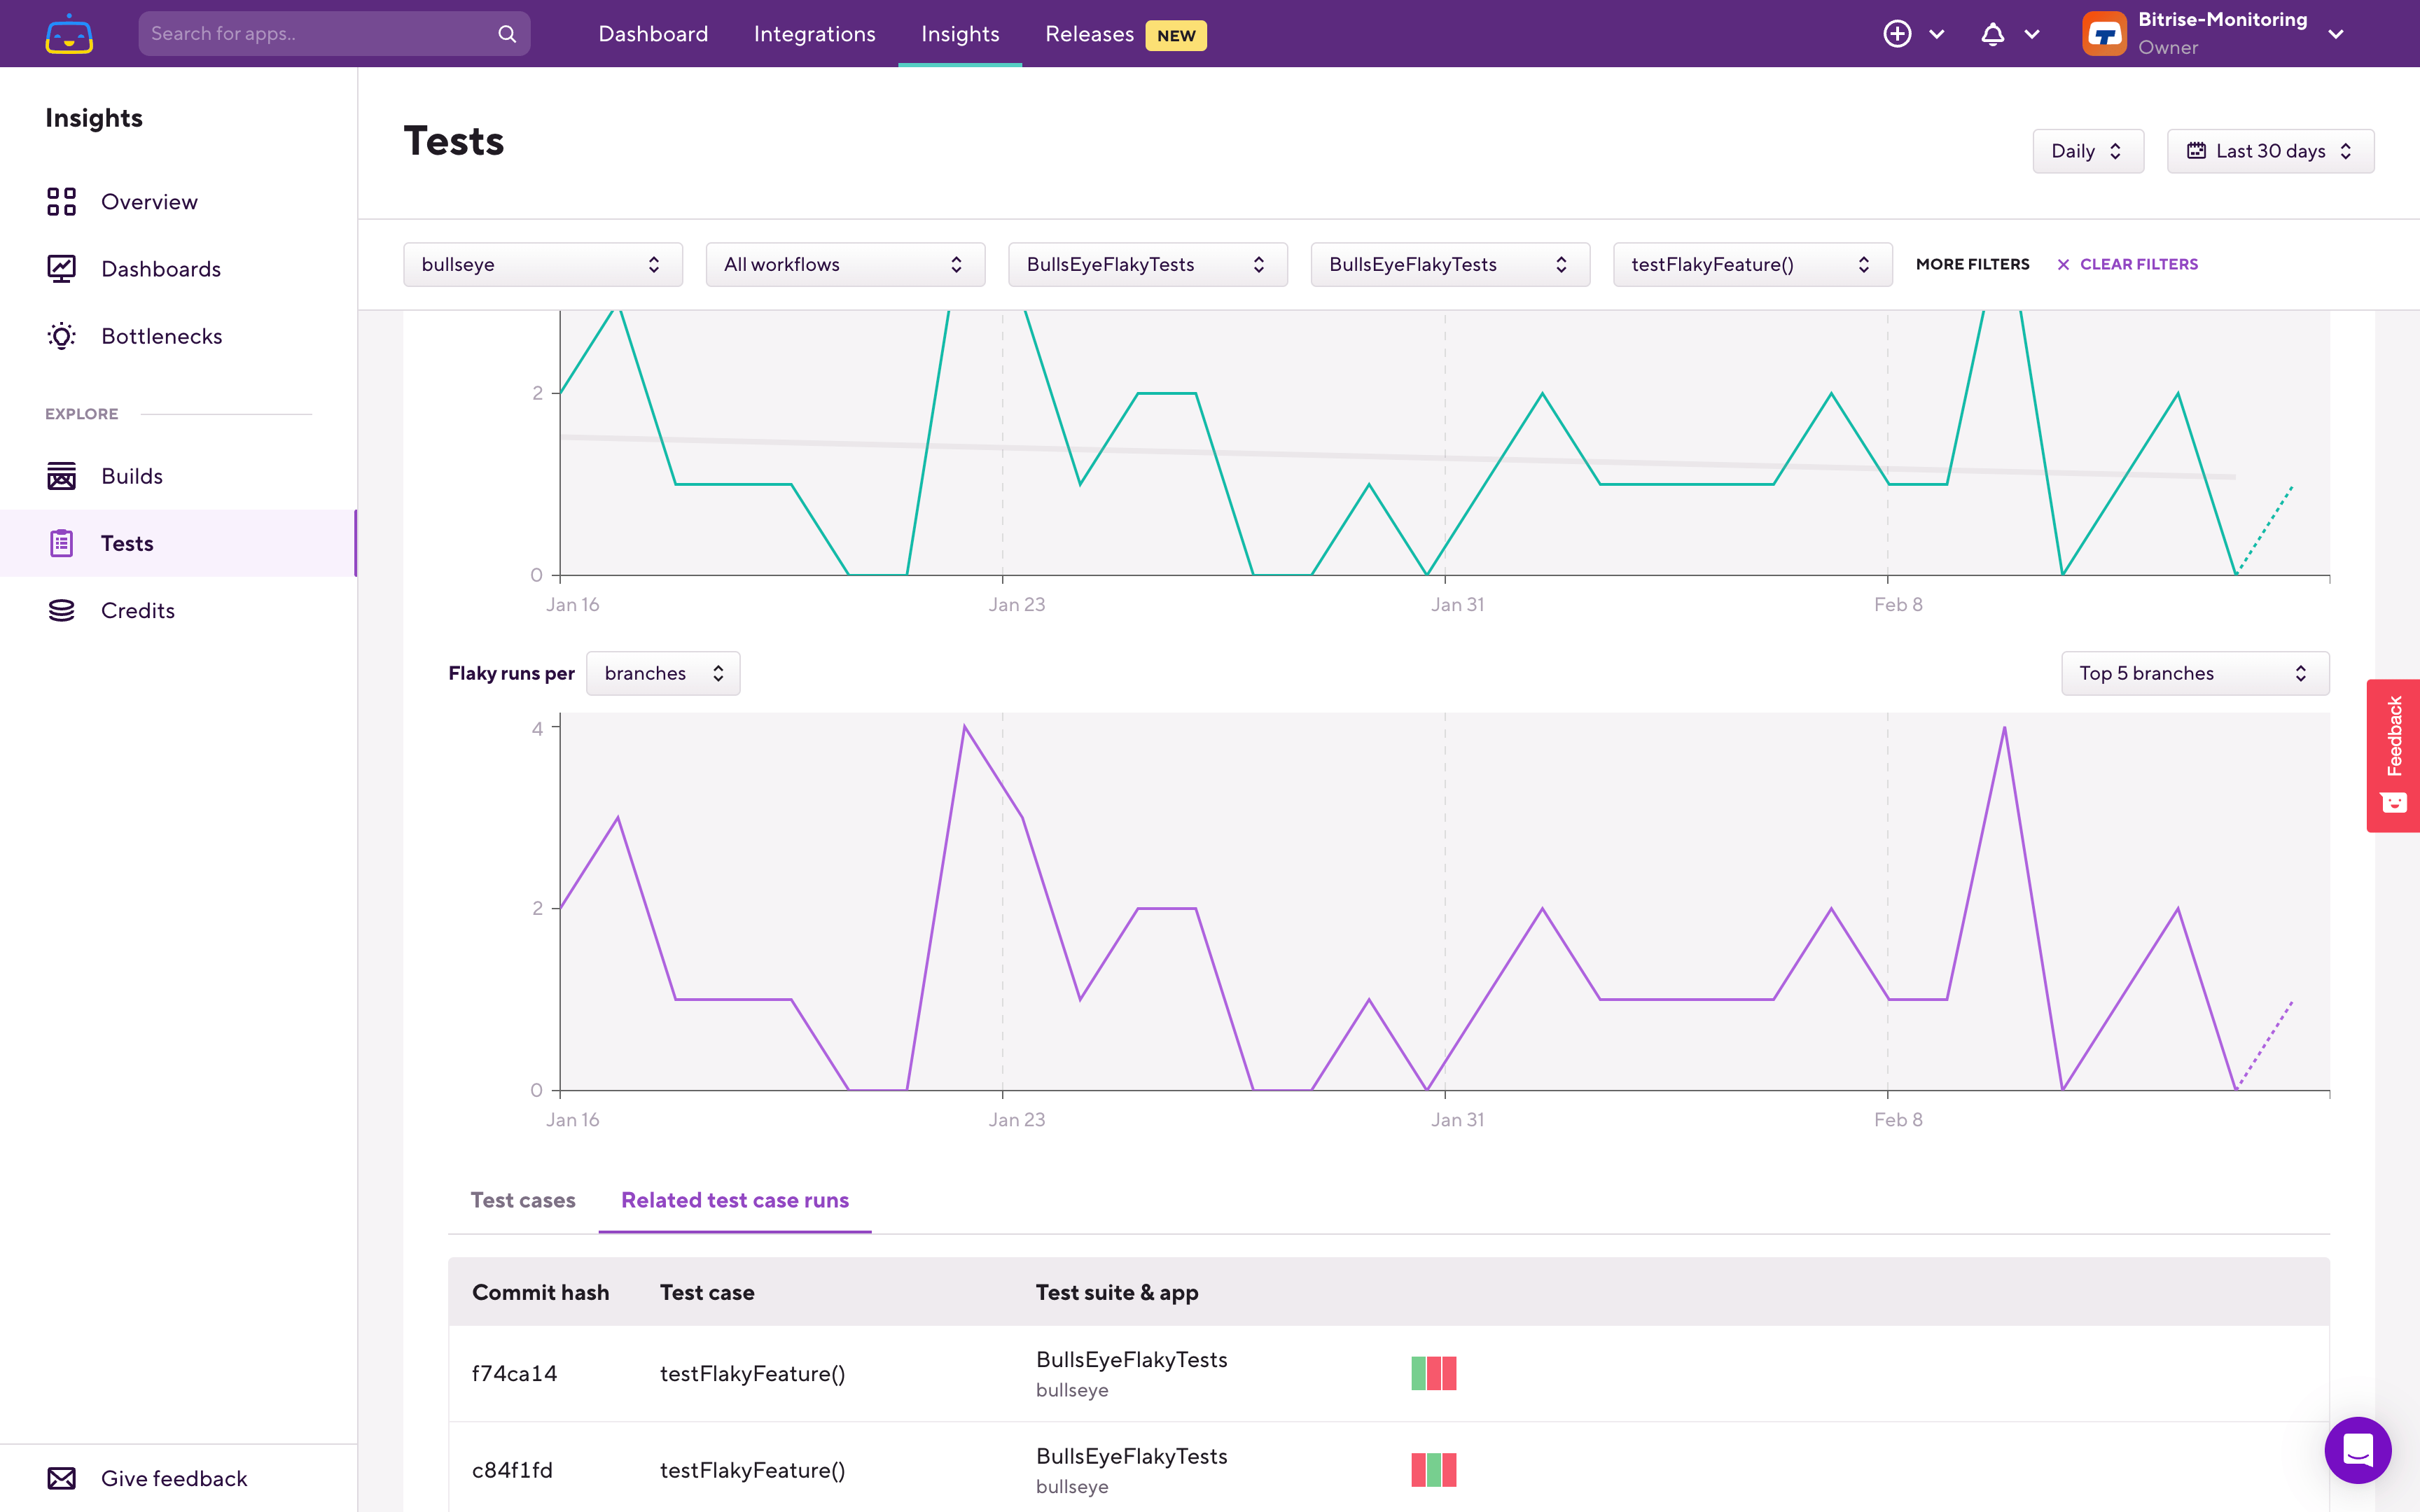 Search for apps..
Dashboard
Integrations
Insights
Releases
NEW
Bitrise-Monitoring
Owner
Insights
Overview
Dashboards
Bottlenecks
EXPLORE
Builds
Tests
Credits
Give feedback
Tests
Daily
Last 30 days
bullseye
All workflows
BullsEyeFlakyTests
BullsEyeFlakyTests
testFlakyFeature()
MORE FILTERS
CLEAR FILTERS
2
0
Jan 16
Jan 23
Jan 31
Feb 8
Flaky runs per
branches
Top 5 branches
4
2
0
Jan 16
Jan 23
Jan 31
Feb 8
Feedback
Test cases
Related test case runs
Commit hash
Test case
Test suite & app
f74ca14
testFlakyFeature()
BullsEyeFlakyTests
bullseye
c84f1fd
testFlakyFeature()
BullsEyeFlakyTests
bullseye